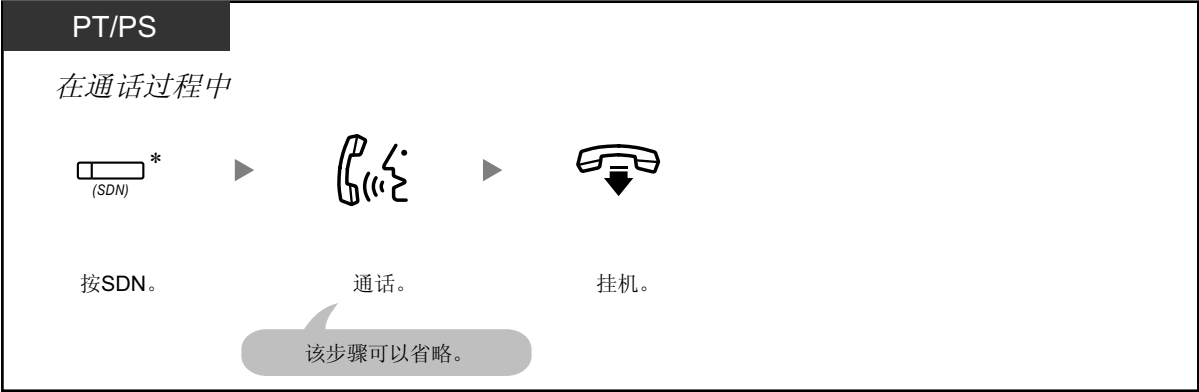 PT/PS
在通话过程中
*
(SDN)
按SDN。
通话。
挂机。
该步骤可以省略。